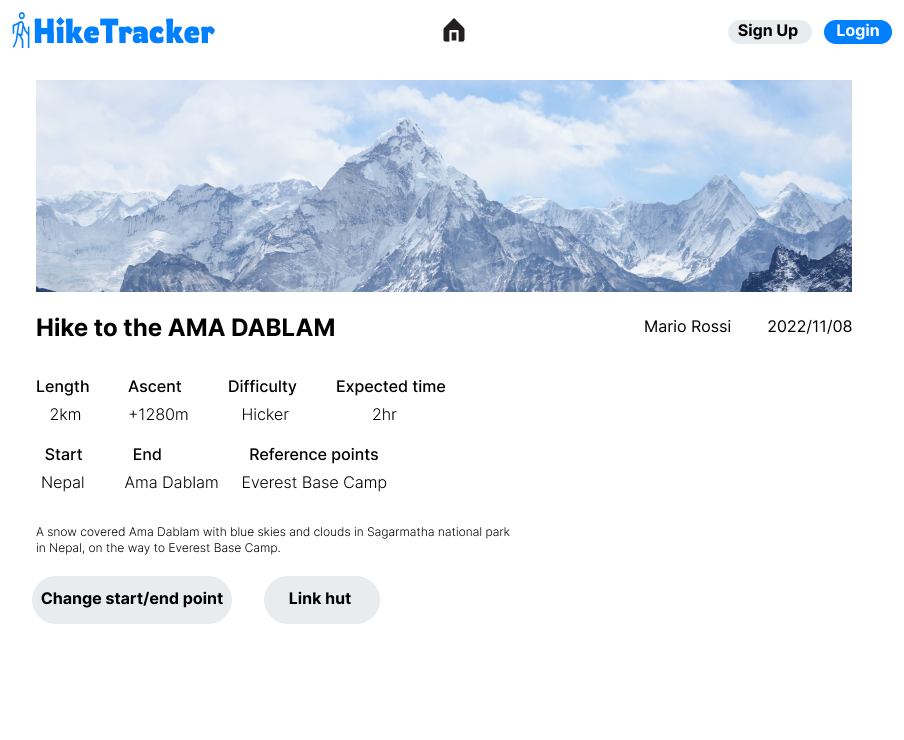 HikeTracker
Sign Up
Login
Hike to the AMA DABLAM
Mario Rossi
2022/11/08
Length Ascent Difficulty Expected time
2km +1280m Hicker 2hr
Start End Reference points
Nepal Ama Dablam Everest Base Camp
A snow covered Ama Dablam with blue skies and clouds in Sagarmatha national park
in Nepal, on the way to Everest Base Camp.
Change start/end point
Link hut